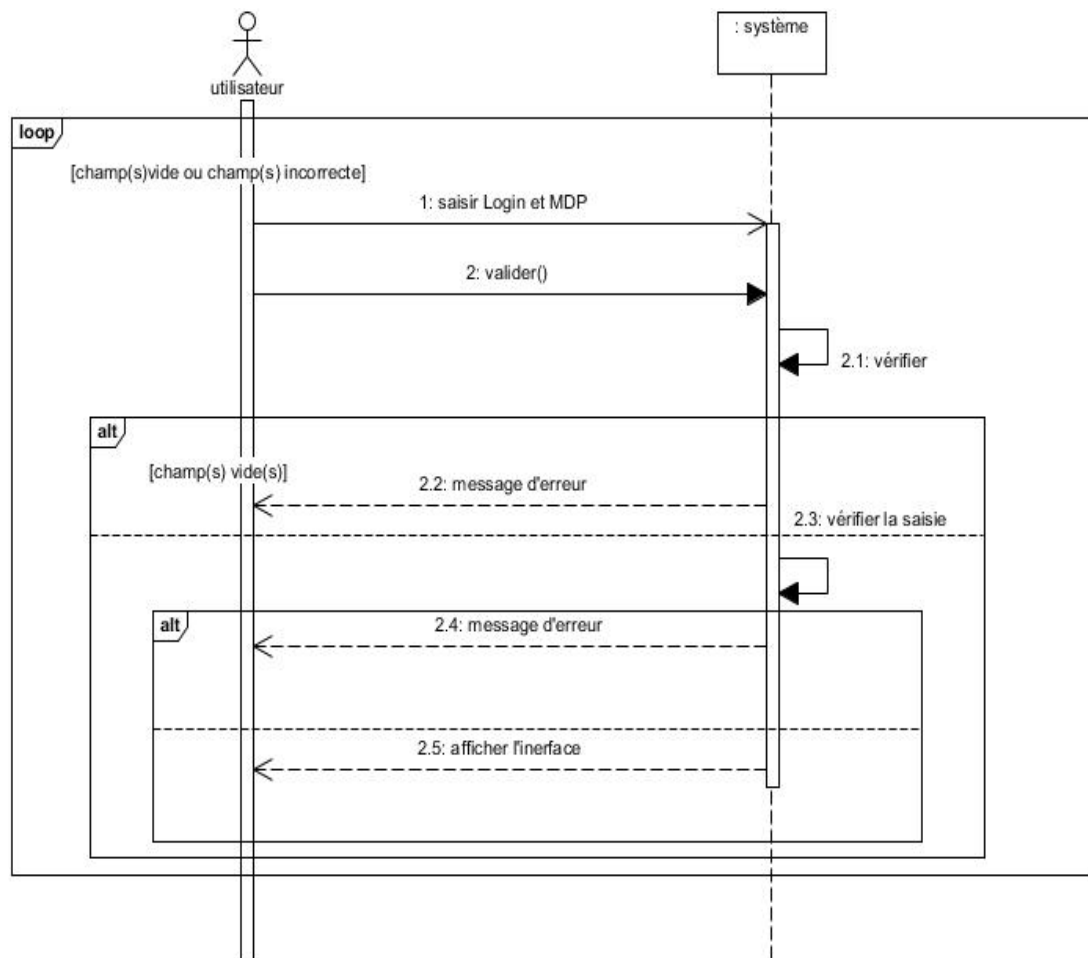 : système
utilisateur
loop
[champ(s)vide ou champ(s) incorrecte]
1: saisir Login et MDP
2: valider()
2.1: vérifier
alt
[champ(s) vide(s)]
2.2: message d'erreur
2.3: vérifier la saisie
alt
2.4: message d'erreur
2.5: afficher l'inerface